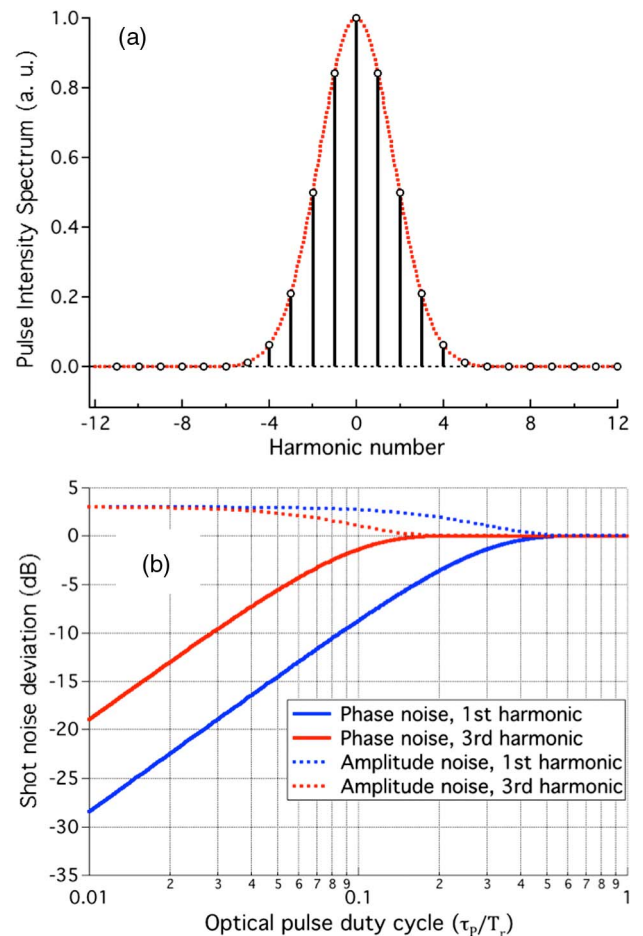 (a)
Pulse Intensity Spectrum (a. u.)
1.0
0.8
0.6
0.4
0.2
0.0
-12 -8 -4 0 4 8 12
Harmonic number
(b)
Shot noise deviation (dB)
5
0
-5
-10
-15
-20
-25
-30
-35
Phase noise, 1st harmonic
Phase noise, 3rd harmonic
Amplitude noise, 1st harmonic
Amplitude noise, 3rd harmonic
0.01 2 3 4 5 6 7 8 9 0.1 2 3 4 5 6 7 8 9 1
Optical pulse duty cycle (τP/Tr)